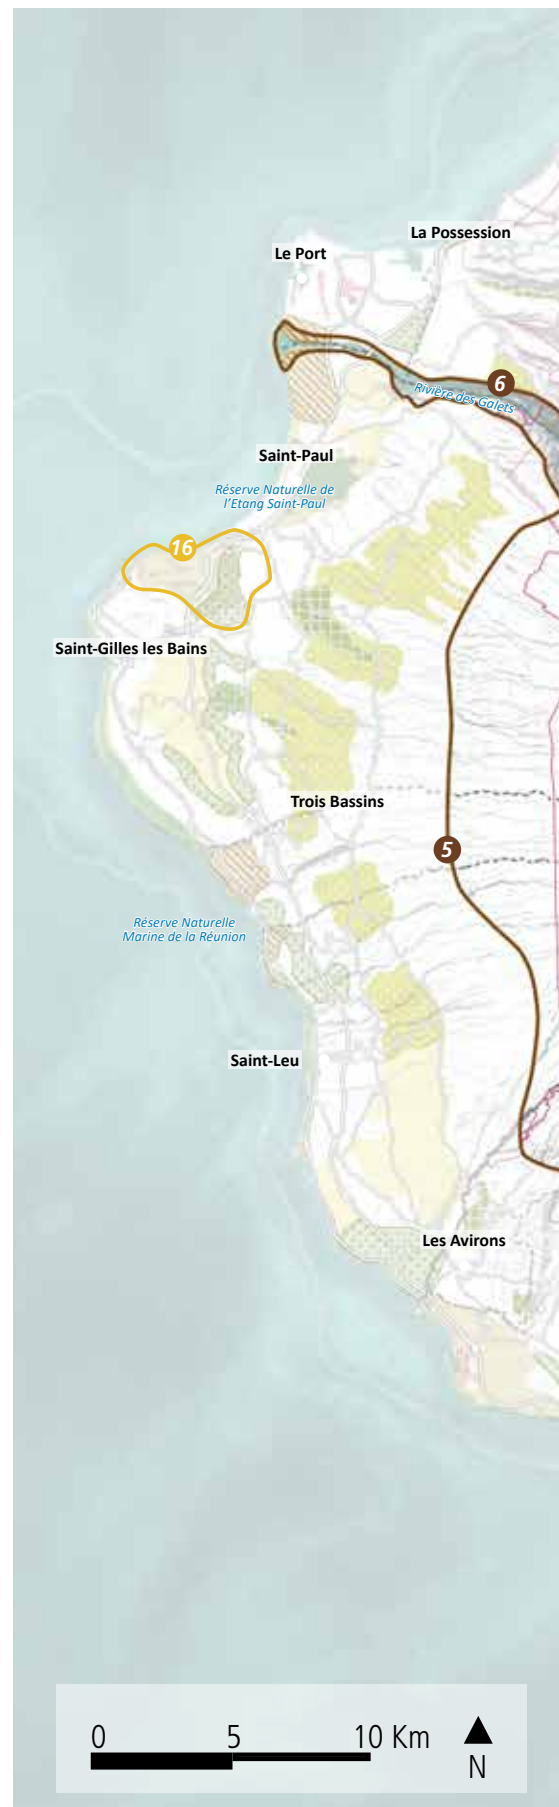 La Possession
Le Port
6
Rivière des Galets
Saint-Paul
Réserve Naturelle de
l'Etang Saint-Paul
16
Saint-Gilles les Bains
Trois Bassins
5
Réserve Naturelle
Marine de la Réunion
Saint-Leu
Les Avirons
0 5 10 Km
N